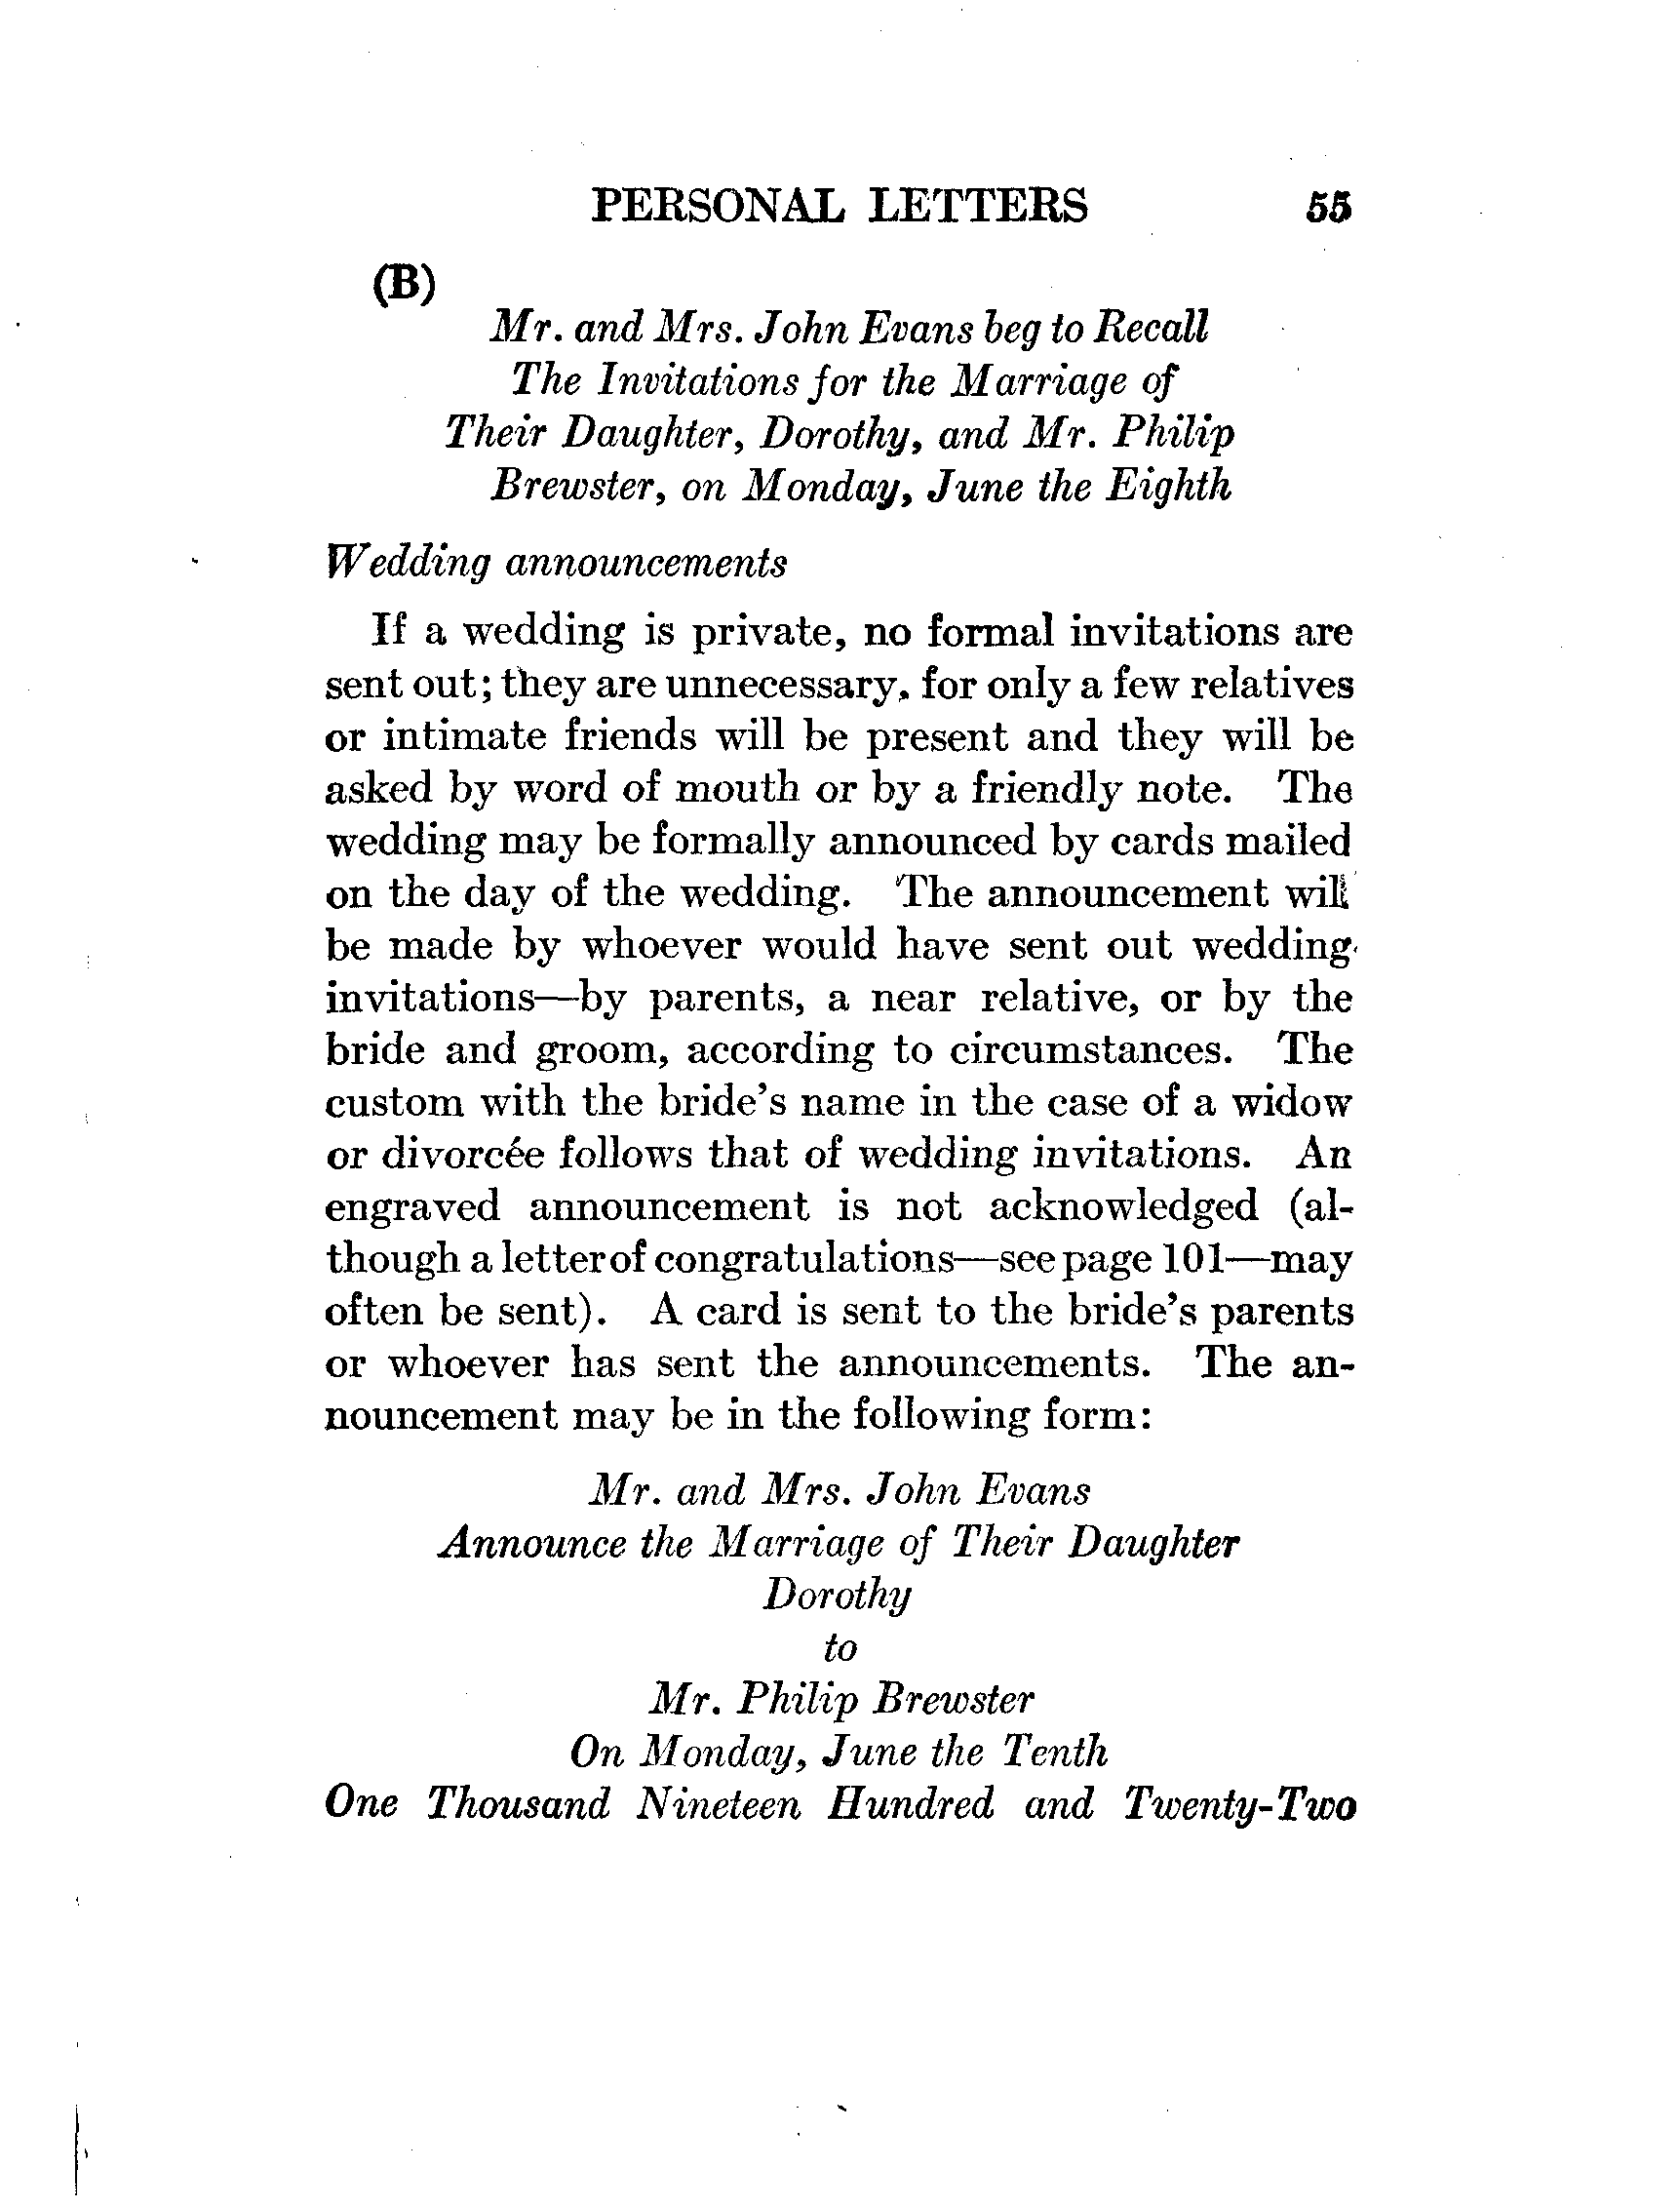 PERSONAL LETTERS 55
(B)
Mr. and Mrs. John Evans beg to Recall
The Invitations for the Marriage of
Their Daughter, Dorothy, and Mr. Philip
Brewster, on Monday, June the Eighth
Wedding announcements
If a wedding is private, no formal invitations are
sent out; they are unnecessary, for only a few relatives
or intimate friends will be present and they will be
asked by word of mouth or by a friendly note. The
wedding may be formally announced by cards mailed
on the day of the wedding. The announcement will
be made by whoever would have sent out wedding
invitations—by parents, a near relative, or by the
bride and groom, according to circumstances. The
custom with the bride's name in the case of a widow
or divorcée follows that of wedding invitations. An
engraved announcement is not acknowledged (al-
though a letter of congratulations—see page 101—may
often be sent). A card is sent to the bride's parents
or whoever has sent the announcements. The an-
nouncement may be in the following form:
Mr. and Mrs. John Evans
Announce the Marriage of Their Daughter
Dorothy
to
Mr. Philip Brewster
On Monday, June the Tenth
One Thousand Nineteen Hundred and Twenty-Two